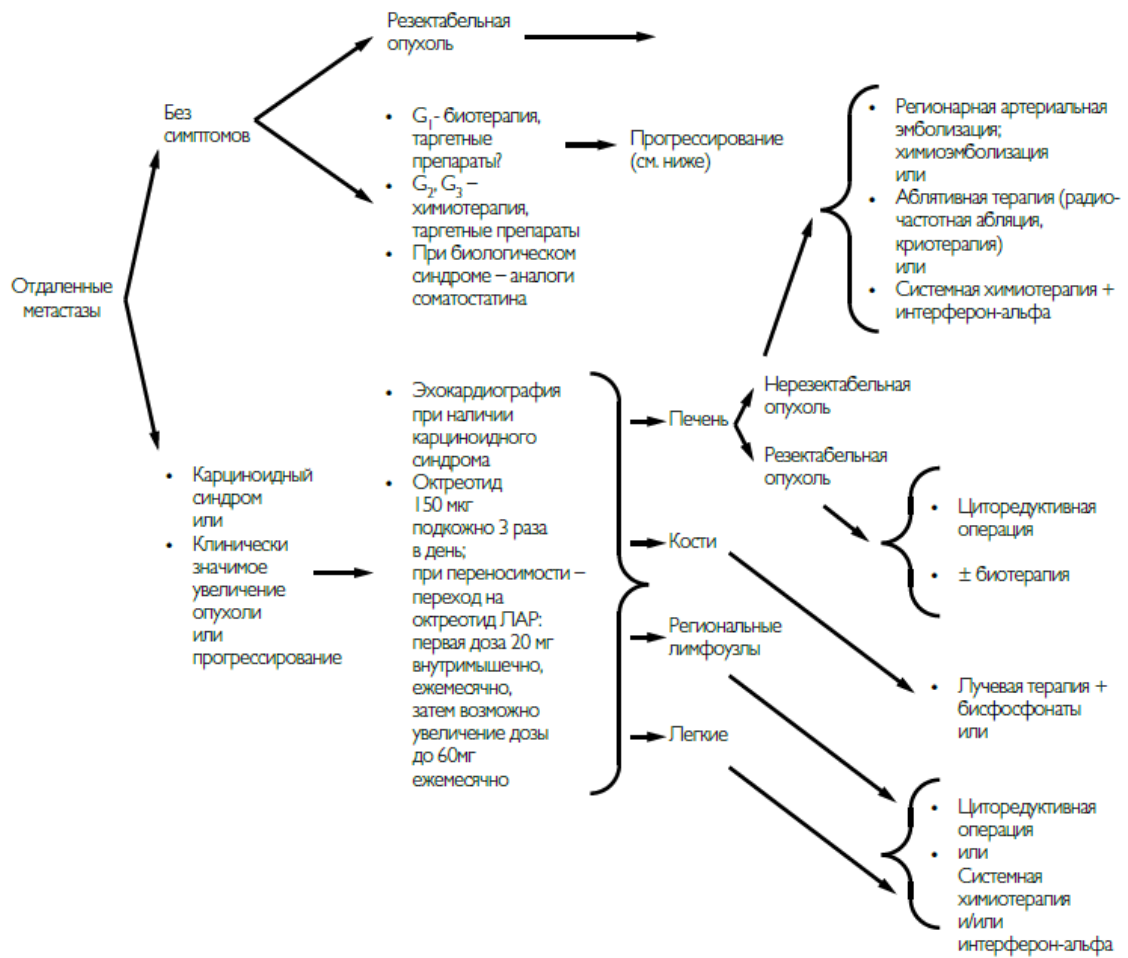 Резектабельная
опухоль
Без
симптомов
• G1- биотерапия,
таргетные
препараты?
• G2, G3 –
химиотерапия,
таргетные препараты
• При биологическом
синдроме – аналоги
соматостатина
Прогрессирование
(см. ниже)
• Регионарная артериальная
эмболизация;
химиоэмболизация
или
• Аблятивная терапия (радио-
частотная абляция,
криотерапия)
или
• Системная химиотерапия +
интерферон-альфа
Отдаленные
метастазы
• Карциноидный
синдром
или
• Клинически
значимое
увеличение
опухоли
или
прогрессирование
• Эхокардиография
при наличии
карциноидного
синдрома
• Октреотид
150 мкг
подкожно 3 раза
в день;
при переносимости –
переход на
октреотид ЛАР:
первая доза 20 мг
внутримышечно,
ежемесячно,
затем возможно
увеличение дозы
до 60мг
ежемесячно
Печень
Нерезектабельная
опухоль
Резектабельная
опухоль
• Циторедуктивная
операция
• ± биотерапия
Кости
Региональные
лимфоузлы
Легкие
• Лучевая терапия +
бисфосфонаты
или
• Циторедуктивная
операция
• или
Системная
химиотерапия
и/или
интерферон-альфа